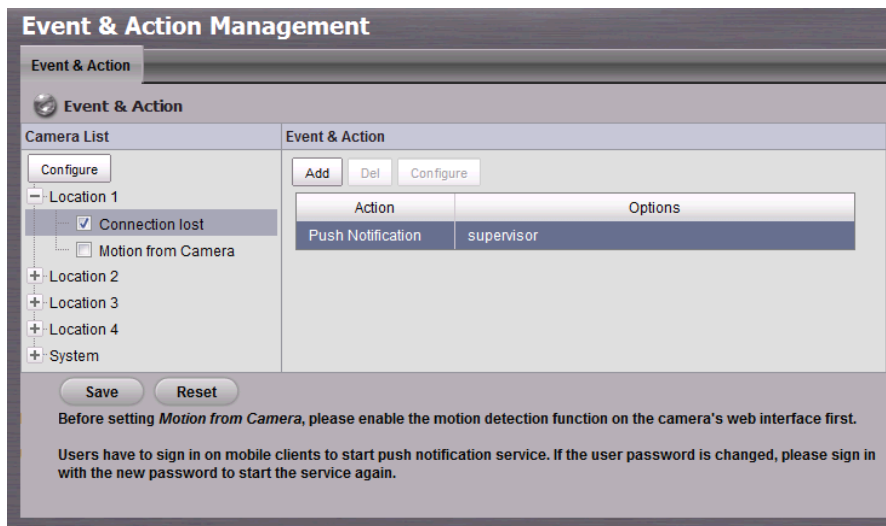 Event & Action Management
Event & Action
Event & Action
Camera List
Event & Action
Configure
Add Del Configure
Location 1
Action Options
Connection lost
Push Notification supervisor
Motion from Camera
Location 2
Location 3
Location 4
System
Save Reset
Before setting Motion from Camera, please enable the motion detection function on the camera's web interface first.
Users have to sign in on mobile clients to start push notification service. If the user password is changed, please sign in
with the new password to start the service again.